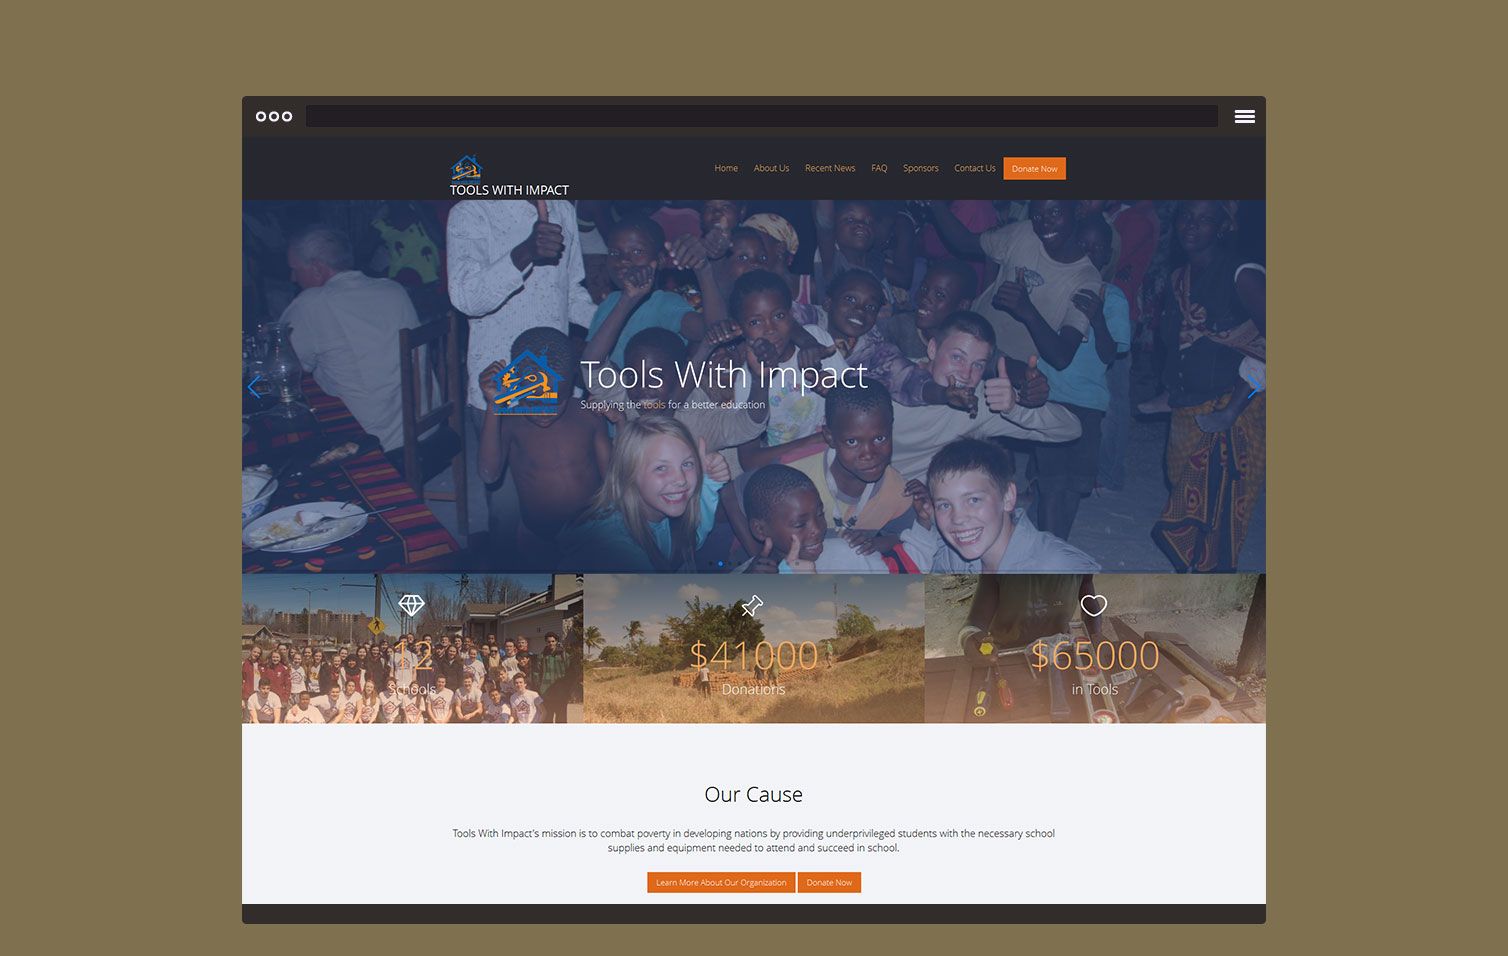 TOOLS WITH IMPACT
Home About Us Recent News FAQ Sponsors Contact Us Donate Now
Tools With Impact
Supplying the tools for a better education
12
Schools
$41000
Donations
$65000
in Tools
Our Cause
Tools With Impact's mission is to combat poverty in developing nations by providing underprivileged students with the necessary school
supplies and equipment needed to attend and succeed in school.
Learn More About Our Organization Donate Now